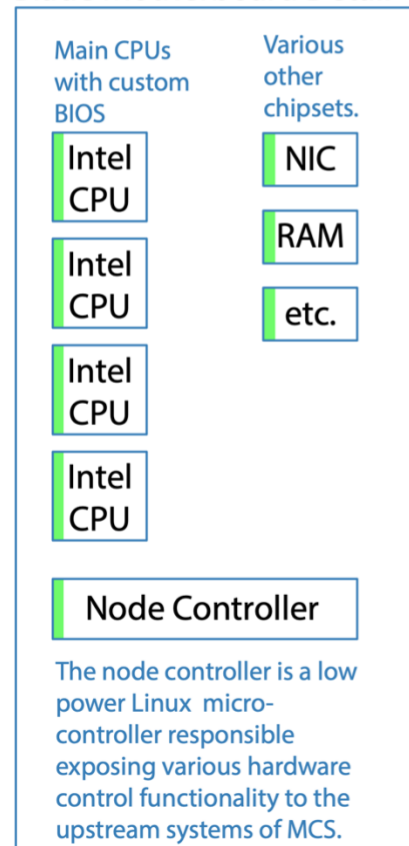 Main CPUs
with custom
BIOS
Intel
CPU
Intel
CPU
Intel
CPU
Intel
CPU
Various
other
chipsets.
NIC
RAM
etc.
Node Controller
The node controller is a low
power Linux micro-
controller responsible
exposing various hardware
control functionality to the
upstream systems of MCS.